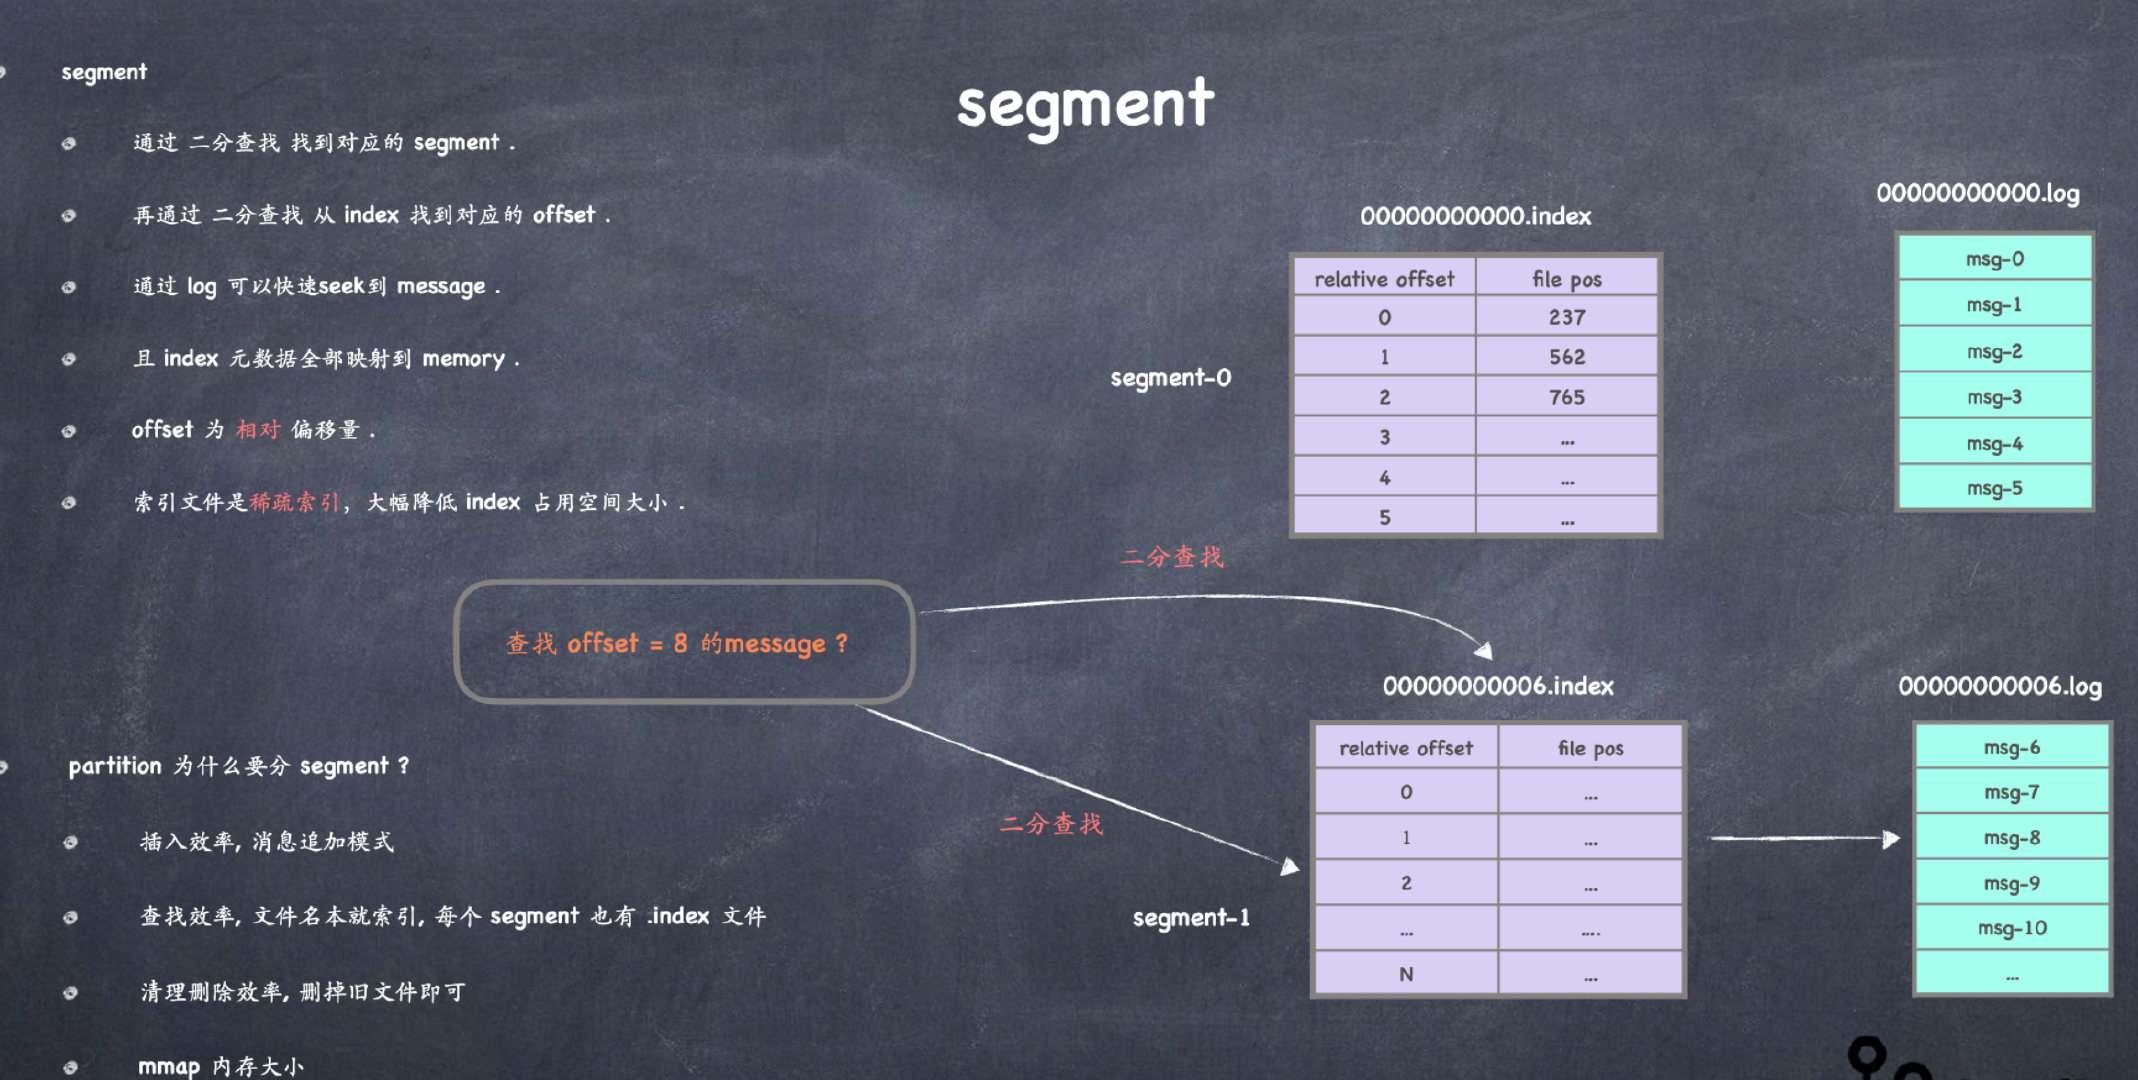 segment
segment
通过 二分查找 找到对应的 segment .
再通过 二分查找 从 index 找到对应的 offset .
通过 log 可以快速seek到 message .
且 index 元数据全部映射到 memory .
offset 为 相对 偏移量 .
索引文件是稀疏索引, 大幅降低 index 占用空间大小 .
00000000000.index
relative offset file pos
0 237
1 562
2 765
3 ...
4 ...
5 ...
segment-0
00000000000.log
msg-0
msg-1
msg-2
msg-3
msg-4
msg-5
二分查找
查找 offset = 8 的message ?
二分查找
00000000006.index
relative offset file pos
0 ...
1 ...
2 ...
... ....
N ...
segment-1
00000000006.log
msg-6
msg-7
msg-8
msg-9
msg-10
...
partition 为什么要分 segment ?
插入效率, 消息追加模式
查找效率, 文件名本就索引, 每个 segment 也有 .index 文件
清理删除效率, 删掉旧文件即可
mmap 内存大小